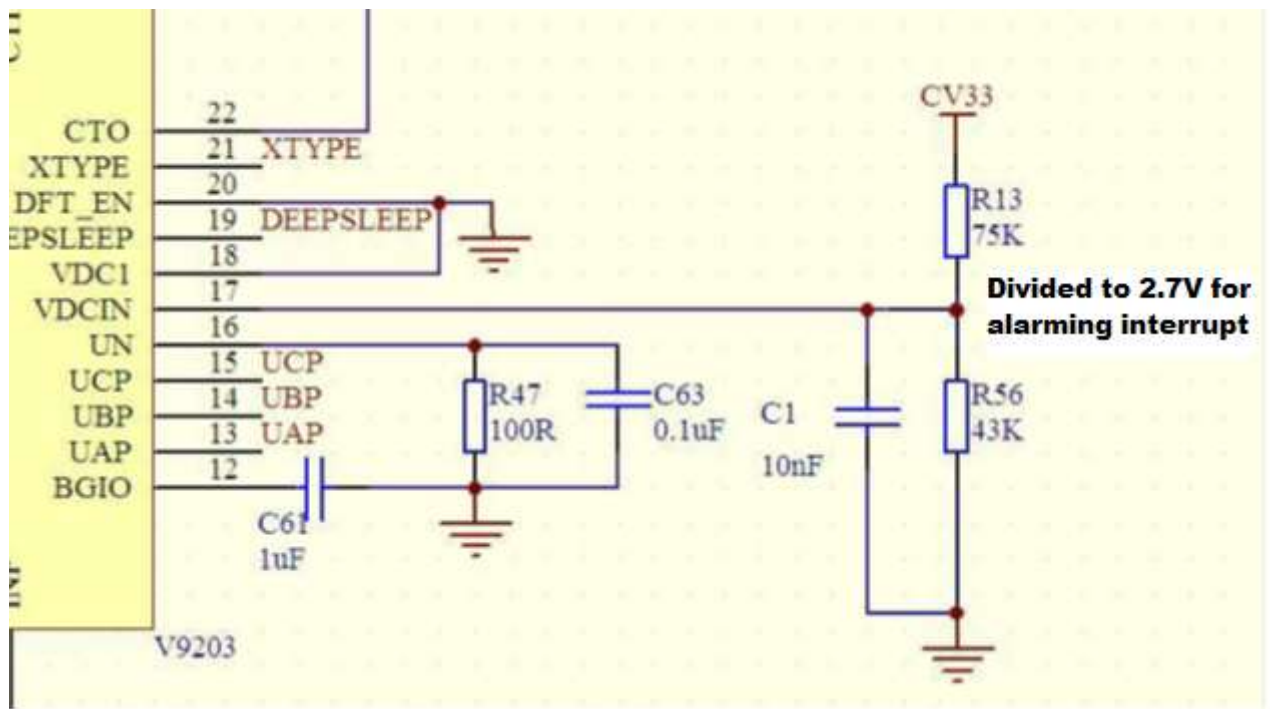 22
CTO
21
XTYPE
XTYPE
20
DFT_EN
19
DEEPSLEEP
EPSLEEP
18
VDC1
17
VDCIN
16
UN
15
UCP
UCP
14
UBP
UBP
13
UAP
UAP
12
BGIO
C61
1uF
R47
100R
C63
0.1uF
C1
10nF
CV33
R13
75K
Divided to 2.7V for
alarming interrupt
R56
43K
V9203